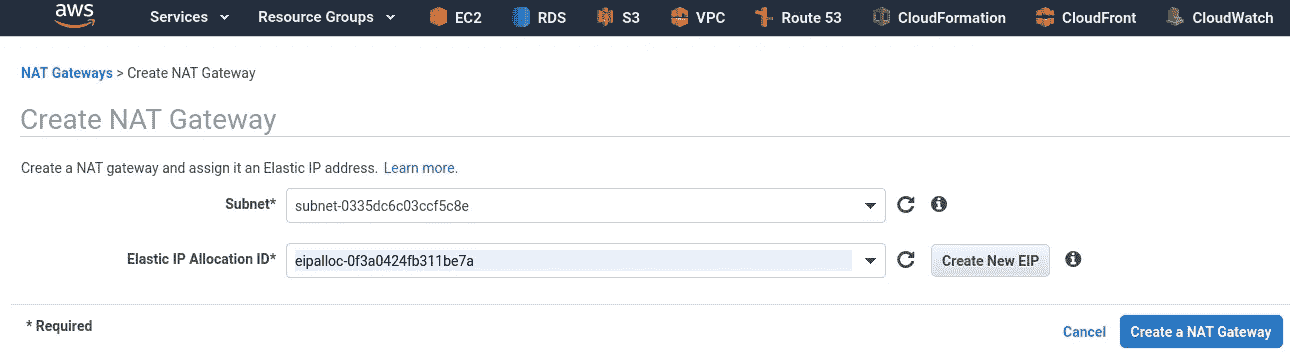 aws Services Resource Groups EC2 RDS S3 VPC Route 53 CloudFormation CloudFront CloudWatch
NAT Gateways > Create NAT Gateway
Create NAT Gateway
Create a NAT gateway and assign it an Elastic IP address. Learn more.
Subnet* subnet-0335dc6c03ccf5c8e
Elastic IP Allocation ID* eipalloc-0f3a0424fb311be7a Create New EIP
* Required
Cancel Create a NAT Gateway